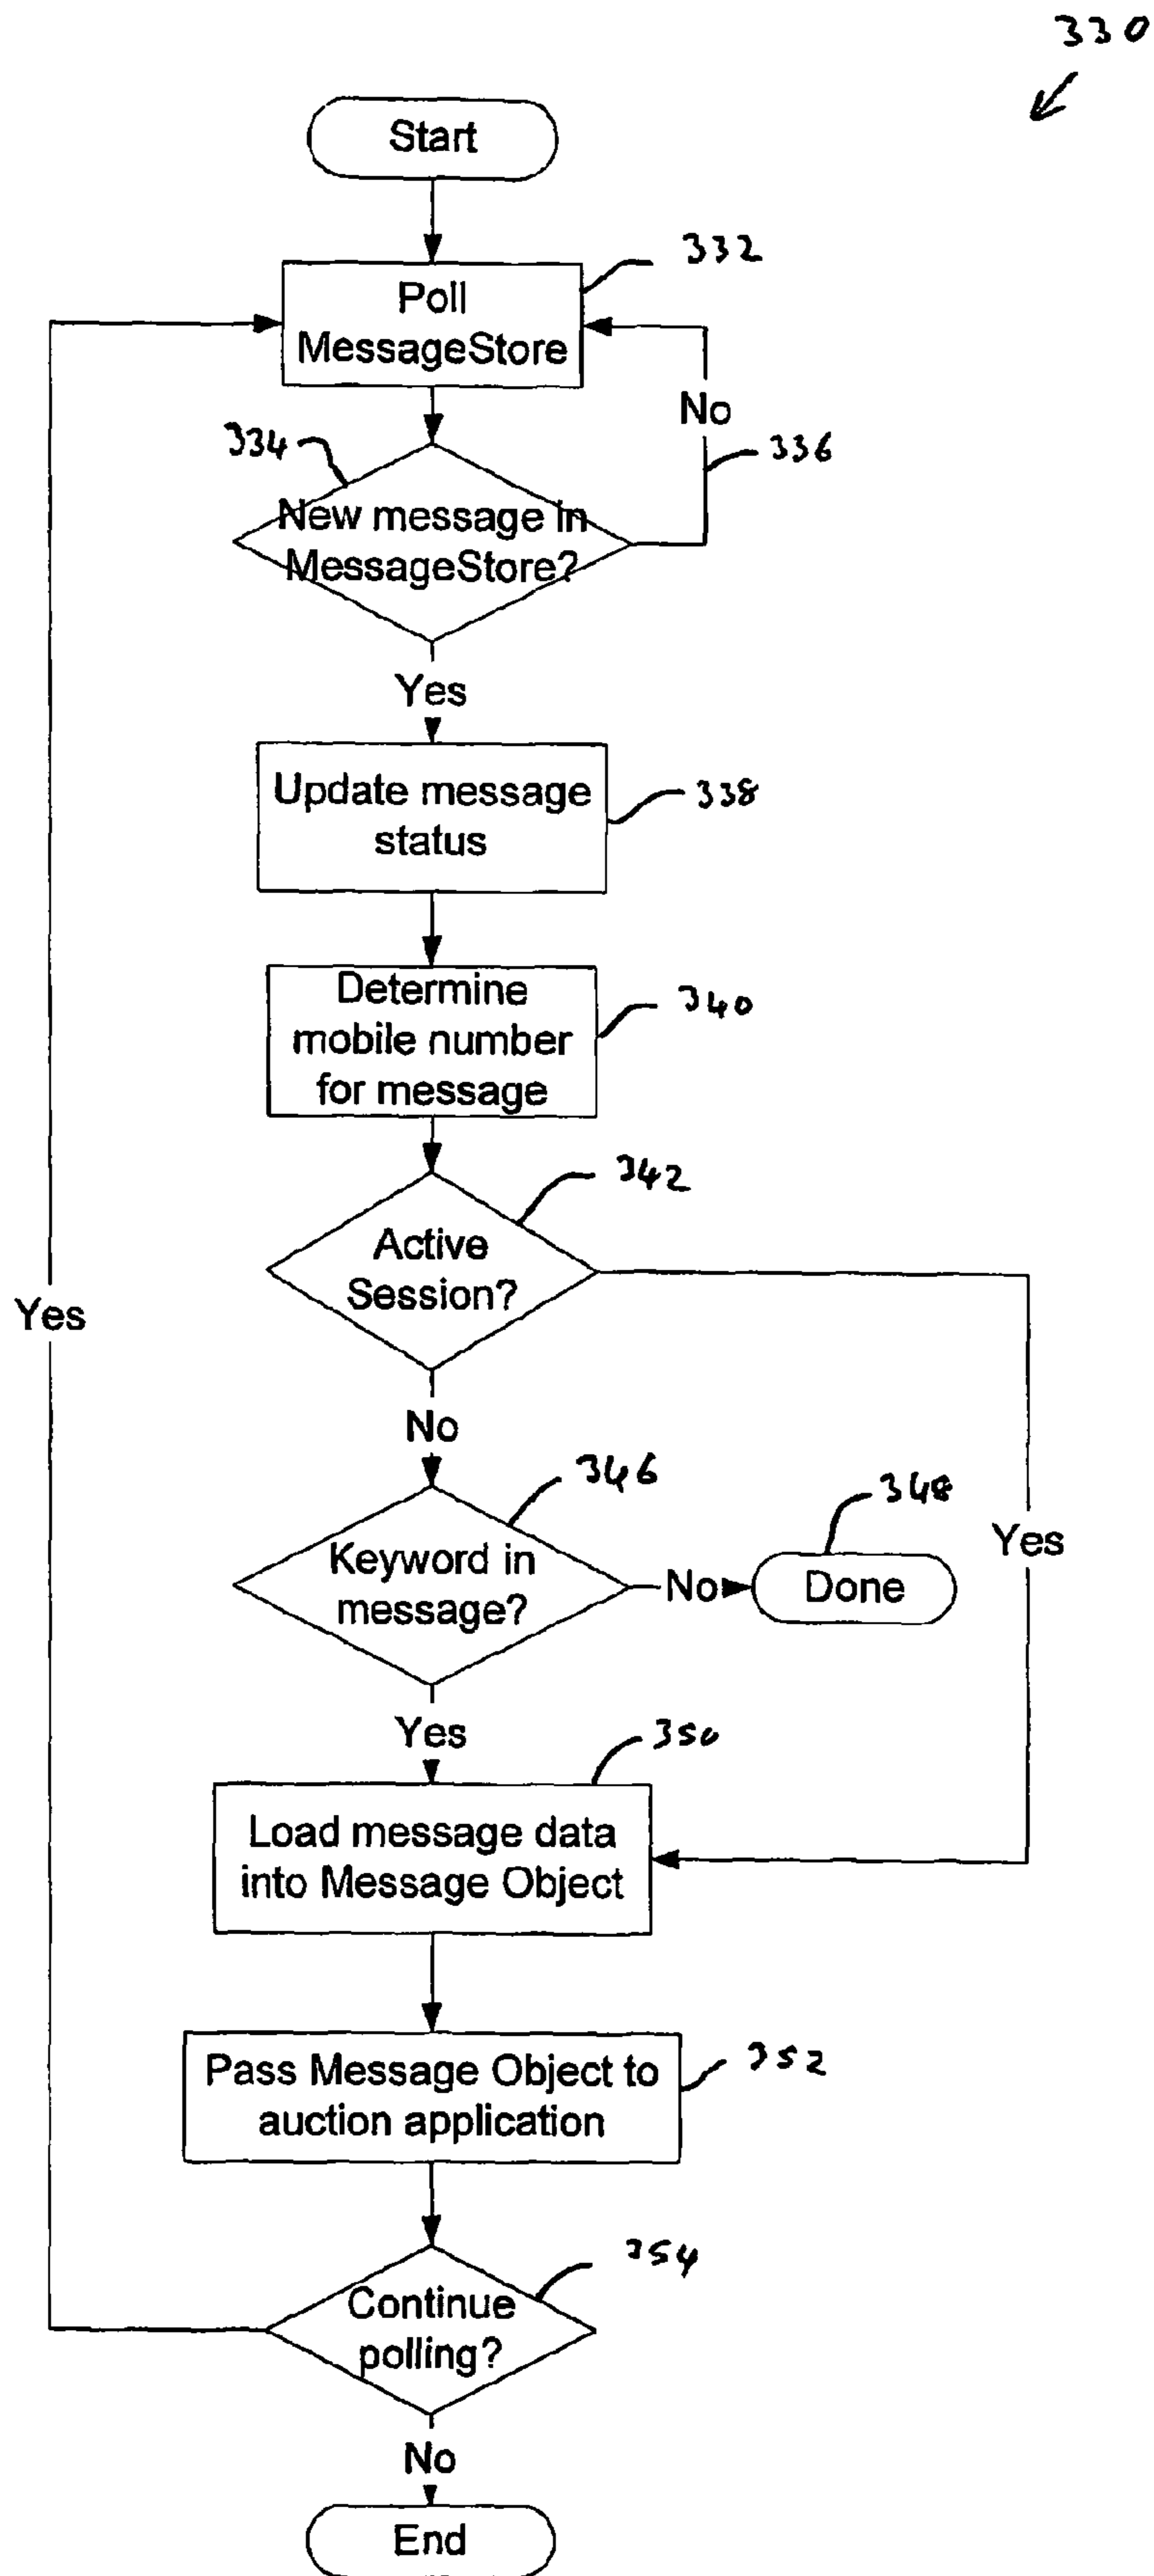 330
Start
332
Poll
MessageStore
No
334
336
New message in
MessageStore?
Yes
Update message
status
338
Determine
mobile number
for message
340
342
Active
Session?
Yes
No
346
348
Keyword in
message?
No
Done
Yes
Yes
350
Load message data
into Message Object
352
Pass Message Object to
auction application
354
Continue
polling?
No
End